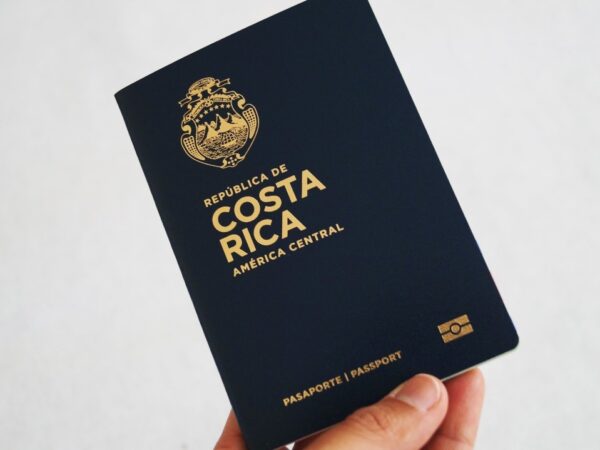 REPÚBLICA DE
COSTA
RICA
AMÉRICA CENTRAL
PASAPORTE | PASSPORT